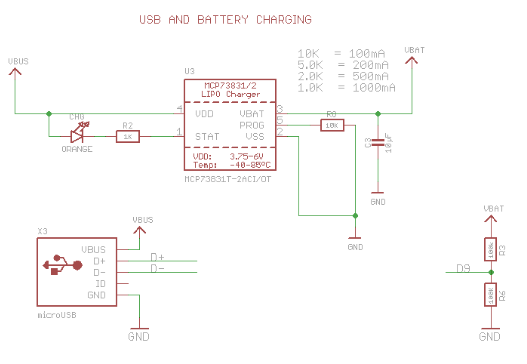 USB AND BATTERY CHARGING
10K = 100mA
5.0K = 200mA
2.0K = 500mA
1.0K = 1000mA
VBUS
VBAT
U3
MCP73831/2
LIPO Charger
4 VDD
VBAT 3
PROG 5
1 STAT
VSS 2
VDD: 3.75-6V
Temp: -40-85ºC
MCP73831T-2ACI/OT
CHG
ORANGE
R2
1K
R8
10K
C3
10µF
GND
GND
X3
VBUS
D+
D-
ID
GND
microUSB
VBUS
D+
D-
GND
VBAT
R3
100k
D9
R6
100k
GND